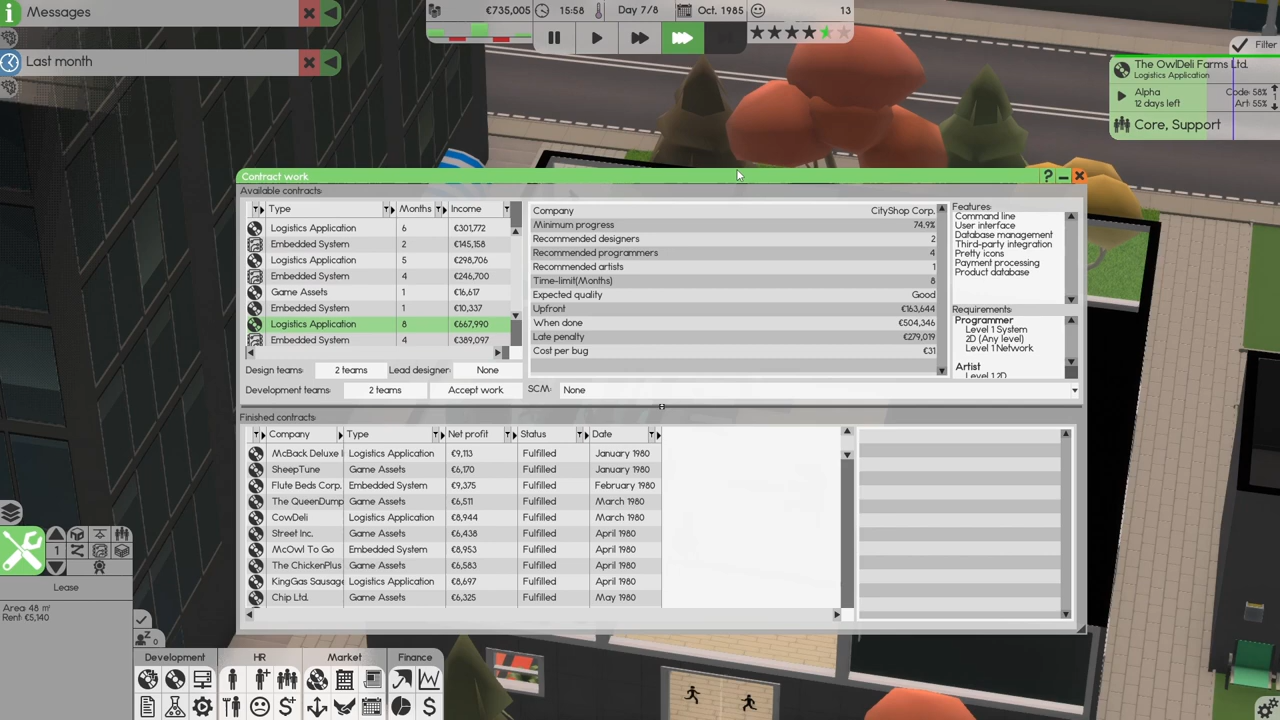 Messages
Last month
€735,005
15:58
Day 7/8
Oct. 1985
13
Filter
The OwlDeli Farms Ltd.
Logistics Application
Alpha
12 days left
Code: 58%
Art: 55%
1
Core, Support
Contract work
?
Available contracts:
Type Months Income
Logistics Application 6 €301,772
Embedded System 2 €145,158
Logistics Application 5 €298,706
Embedded System 4 €246,700
Game Assets 1 €16,617
Embedded System 1 €10,337
Logistics Application 8 €667,990
Embedded System 4 €389,097
Design teams: 2 teams Lead designer: None
Development teams: 2 teams Accept work
Company CityShop Corp.
Minimum progress 74.9%
Recommended designers 2
Recommended programmers 4
Recommended artists 1
Time-limit(Months) 8
Expected quality Good
Upfront €163,644
When done €504,346
Late penalty €279,019
Cost per bug €31
SCM: None
Features:
Command line
User interface
Database management
Third-party integration
Pretty icons
Payment processing
Product database
Requirements:
Programmer
Level 1 System
2D (Any level)
Level 1 Network
Artist
Level 1 2D
Finished contracts:
Company Type Net profit Status Date
McBack Deluxe Logistics Application €9,113 Fulfilled January 1980
SheepTune Game Assets €6,170 Fulfilled January 1980
Flute Beds Corp. Embedded System €9,375 Fulfilled February 1980
The QueenDump Game Assets €6,511 Fulfilled March 1980
CowDeli Logistics Application €8,944 Fulfilled March 1980
Street Inc. Game Assets €6,438 Fulfilled April 1980
McOwl To Go Embedded System €8,953 Fulfilled April 1980
The ChickenPlus Game Assets €6,583 Fulfilled April 1980
KingGas Sausage Logistics Application €8,697 Fulfilled April 1980
Chip Ltd. Game Assets €6,325 Fulfilled May 1980
1
Lease
Area: 48 m²
Rent: €5,140
Z 0
Development HR Market Finance